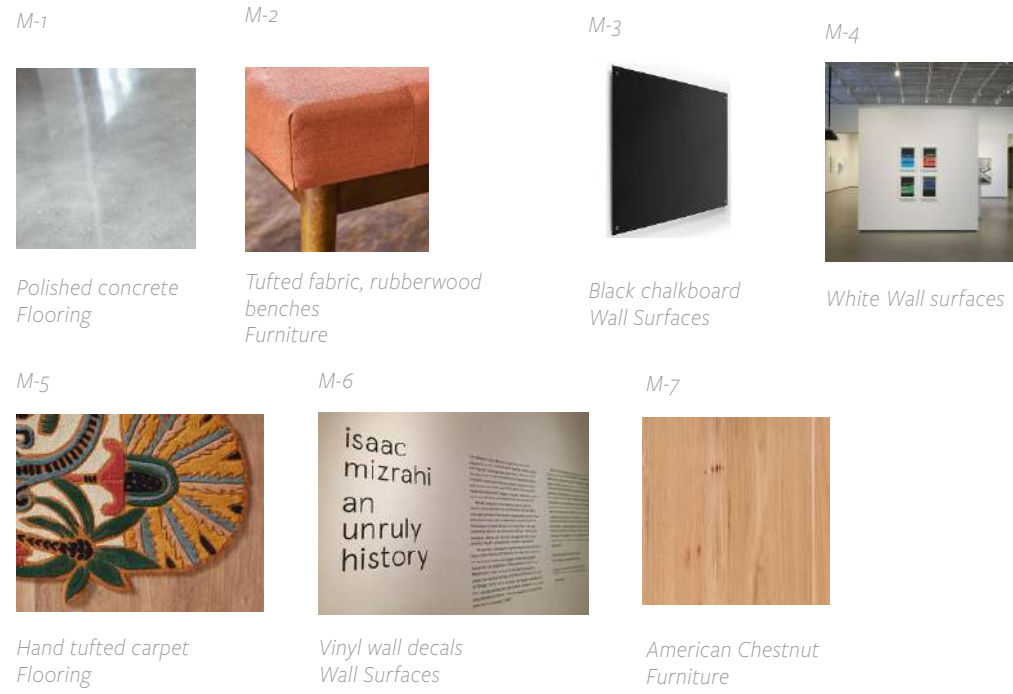 M-1
M-2
M-3
M-4
Polished concrete
Flooring
Tufted fabric, rubberwood
benches
Furniture
Black chalkboard
Wall Surfaces
White Wall surfaces
M-5
M-6
M-7
isaac
mizrahi
an
unruly
history
Hand tufted carpet
Flooring
Vinyl wall decals
Wall Surfaces
American Chestnut
Furniture